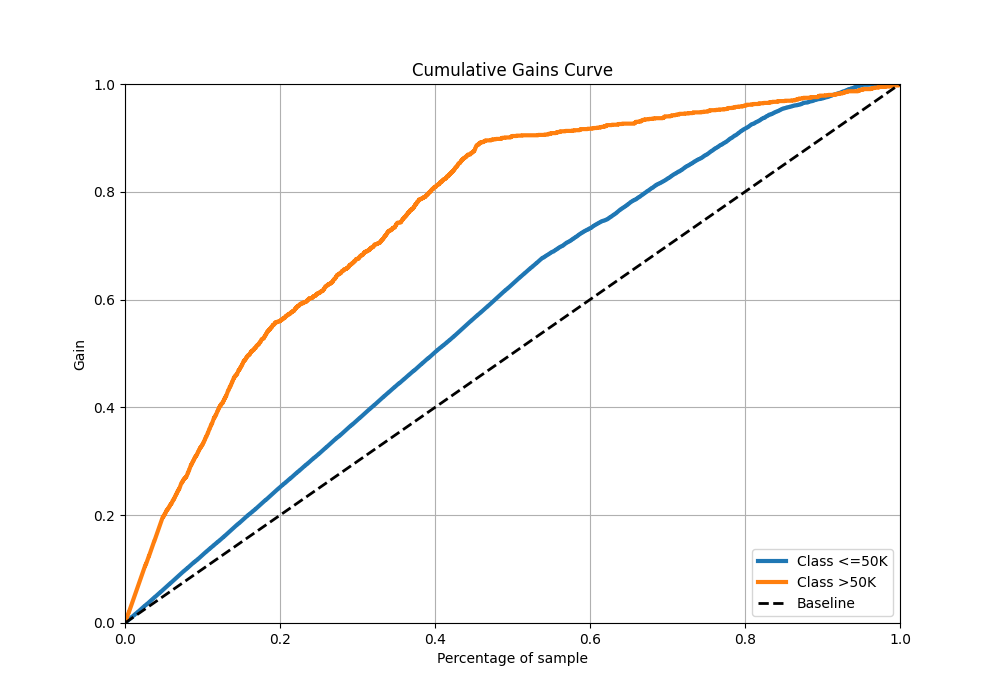 Cumulative Gains Curve
1.0
0.8
0.6
0.4
0.2
0.0
Gain
0.0 0.2 0.4 0.6 0.8 1.0
Percentage of sample
Class <=50K
Class >50K
Baseline